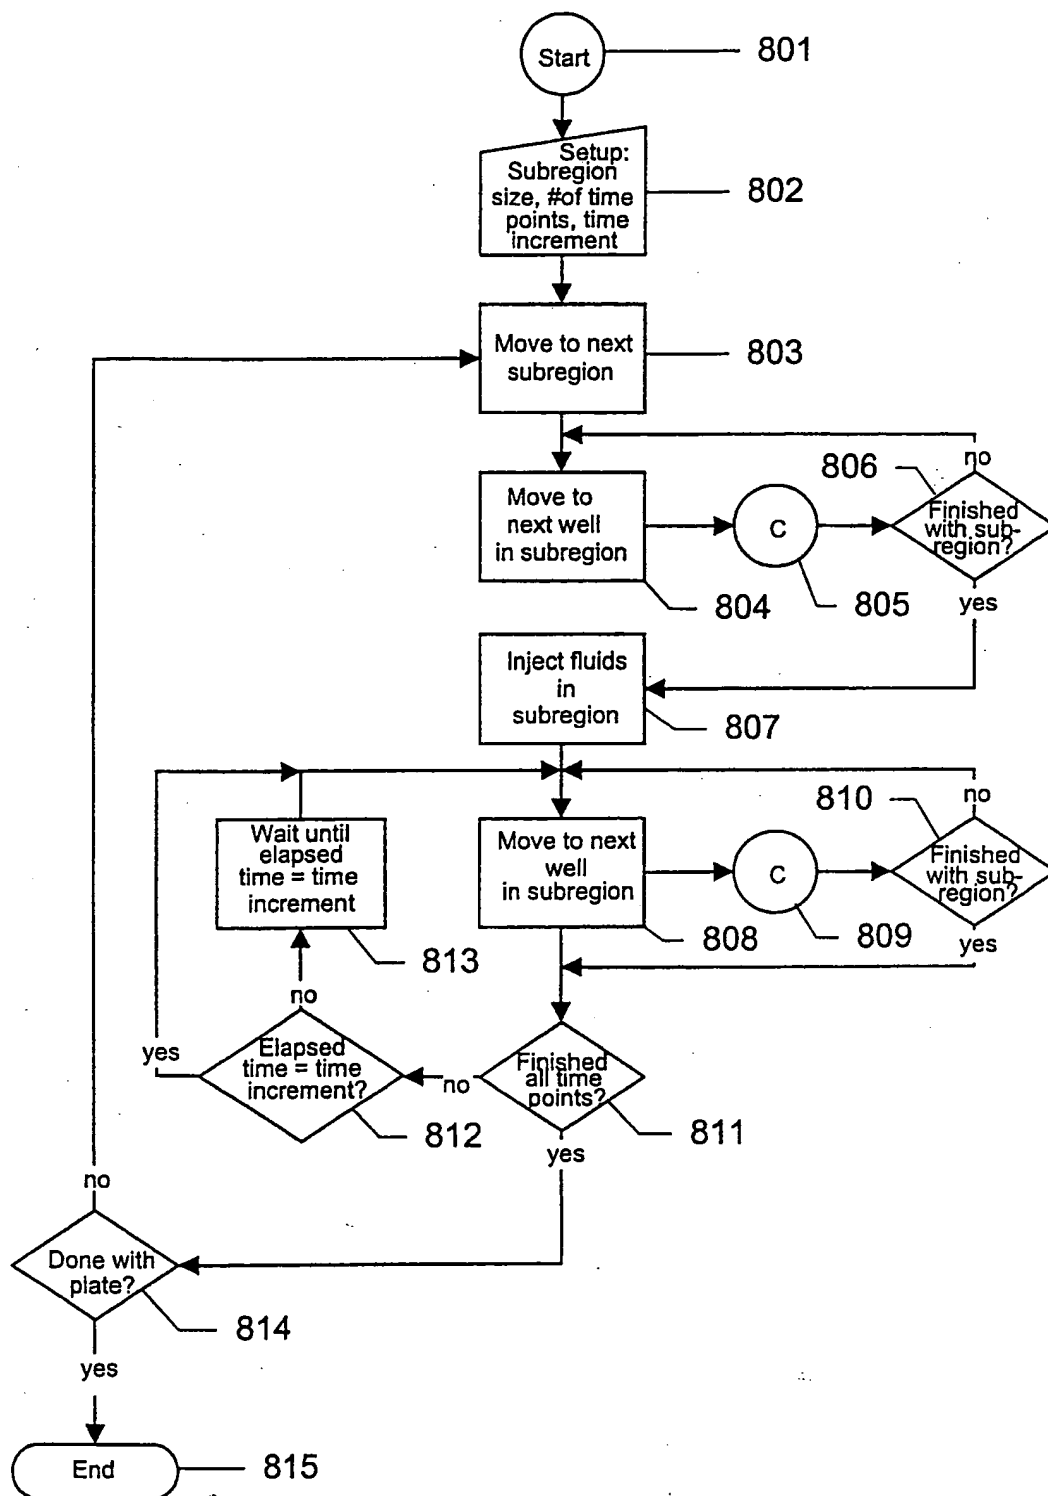 Start
801
Setup:
Subregion
size, #of time
points, time
increment
802
Move to next
subregion
803
no
806
Move to
next well
in subregion
C
Finished
with sub-
region?
804
805
yes
Inject fluids
in
subregion
807
810
no
Wait until
elapsed
time = time
increment
Move to next
well
in subregion
C
Finished
with sub-
region?
813
808
809
yes
no
yes
Elapsed
time = time
increment?
no
Finished
all time
points?
812
811
yes
no
Done with
plate?
814
yes
End
815